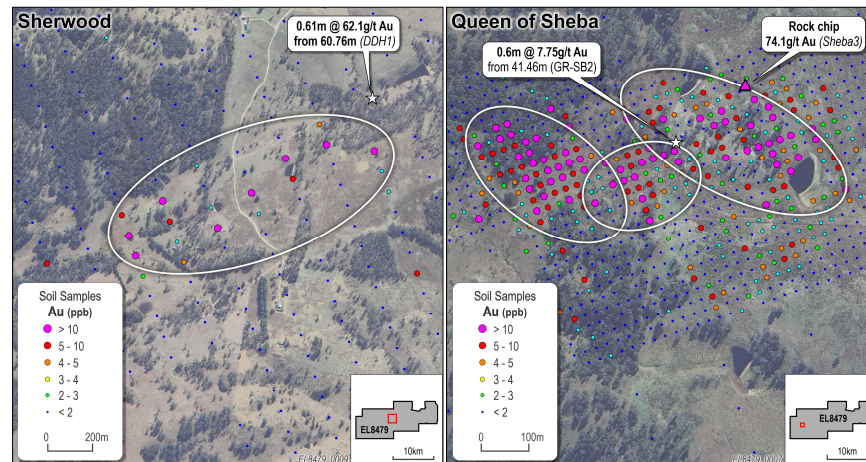 Sherwood
0.61m @ 62.1g/t Au
from 60.76m (DDH1)
Soil Samples
Au (ppb)
> 10
5 - 10
4 - 5
3 - 4
2 - 3
< 2
0 200m
EL8479
10km
EL8479_0009
Queen of Sheba
0.6m @ 7.75g/t Au
from 41.46m (GR-SB2)
Rock chip
74.1g/t Au (Sheba3)
Soil Samples
Au (ppb)
> 10
5 - 10
4 - 5
3 - 4
2 - 3
< 2
0 100m
EL8479
10km
EL8479_0007